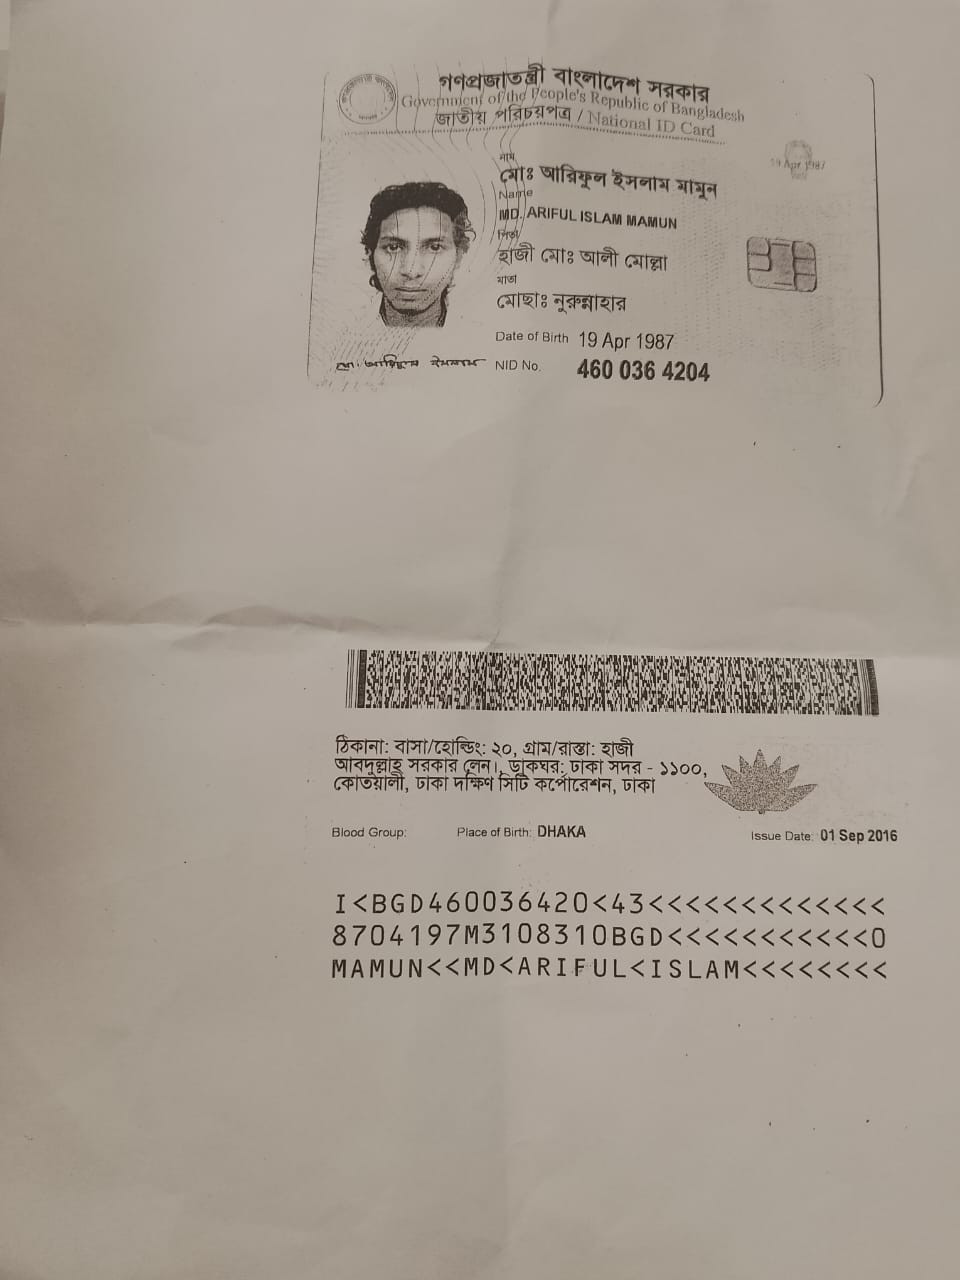 গণপ্রজাতন্ত্রী বাংলাদেশ সরকার
Government of the People's Republic of Bangladesh
জাতীয় পরিচয়পত্র / National ID Card
19 Apr 1987
নাম
মোঃ আরিফুল ইসলাম মামুন
Name
MD. ARIFUL ISLAM MAMUN
পিতা
হাজী মোঃ আলী মোল্লা
মাতা
মোছাঃ নুরুন্নাহার
Date of Birth 19 Apr 1987
মোঃ আরিফুল ইসলাম
NID No. 460 036 4204
ঠিকানা: বাসা/হোল্ডিং: ২০, গ্রাম/রাস্তা: হাজী
আবদুল্লাহ সরকার লেন।, ডাকঘর: ঢাকা সদর - ১১০০,
কোতয়ালী, ঢাকা দক্ষিণ সিটি কর্পোরেশন, ঢাকা
Blood Group: Place of Birth: DHAKA Issue Date: 01 Sep 2016
I<BGD460036420<43<<<<<<<<<<<<<
8704197M3108310BGD<<<<<<<<<<<0
MAMUN<<MD<ARIFUL<ISLAM<<<<<<<<